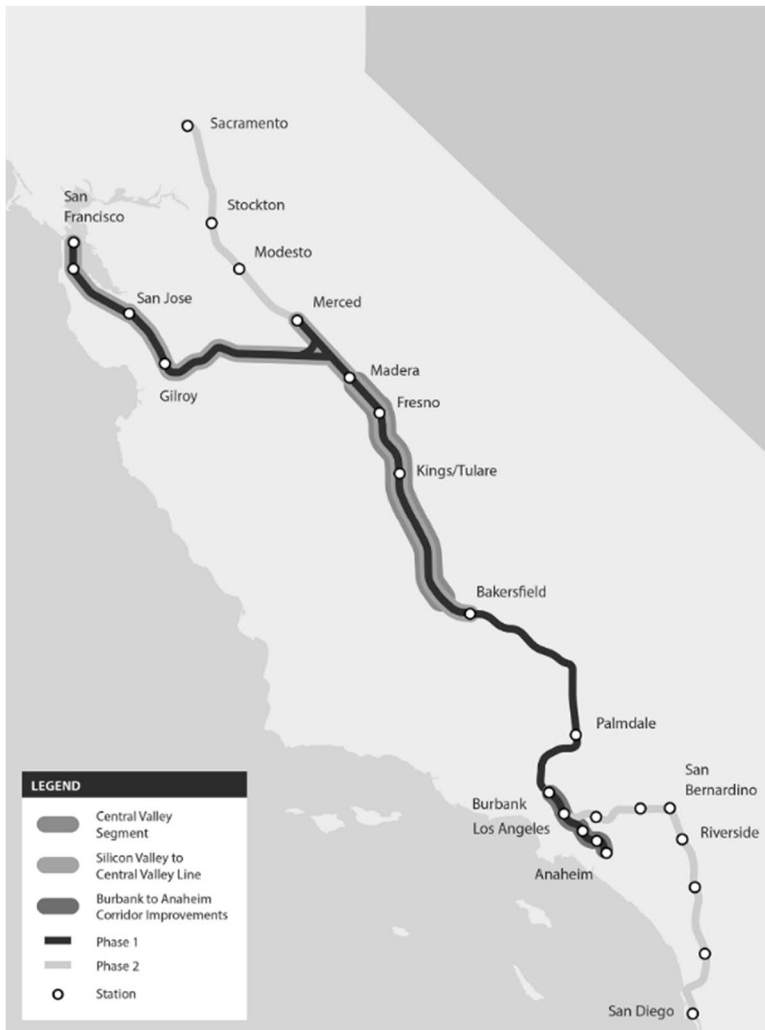 Sacramento
San
Francisco
Stockton
Modesto
San Jose
Merced
Gilroy
Madera
Fresno
Kings/Tulare
Bakersfield
Palmdale
San
Bernardino
Burbank
Los Angeles
Riverside
Anaheim
San Diego
LEGEND
Central Valley
Segment
Silicon Valley to
Central Valley Line
Burbank to Anaheim
Corridor Improvements
Phase 1
Phase 2
Station